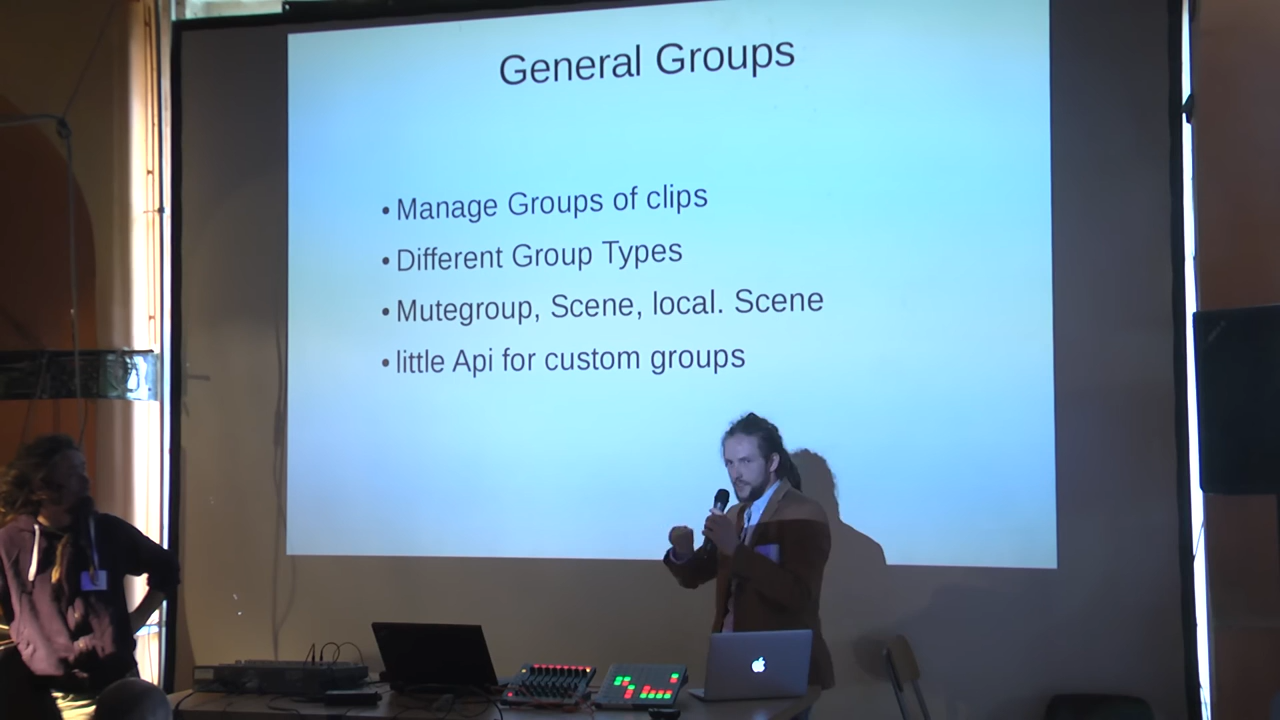 General Groups
• Manage Groups of clips
• Different Group Types
• Mutegroup, Scene, local. Scene
• little Api for custom groups